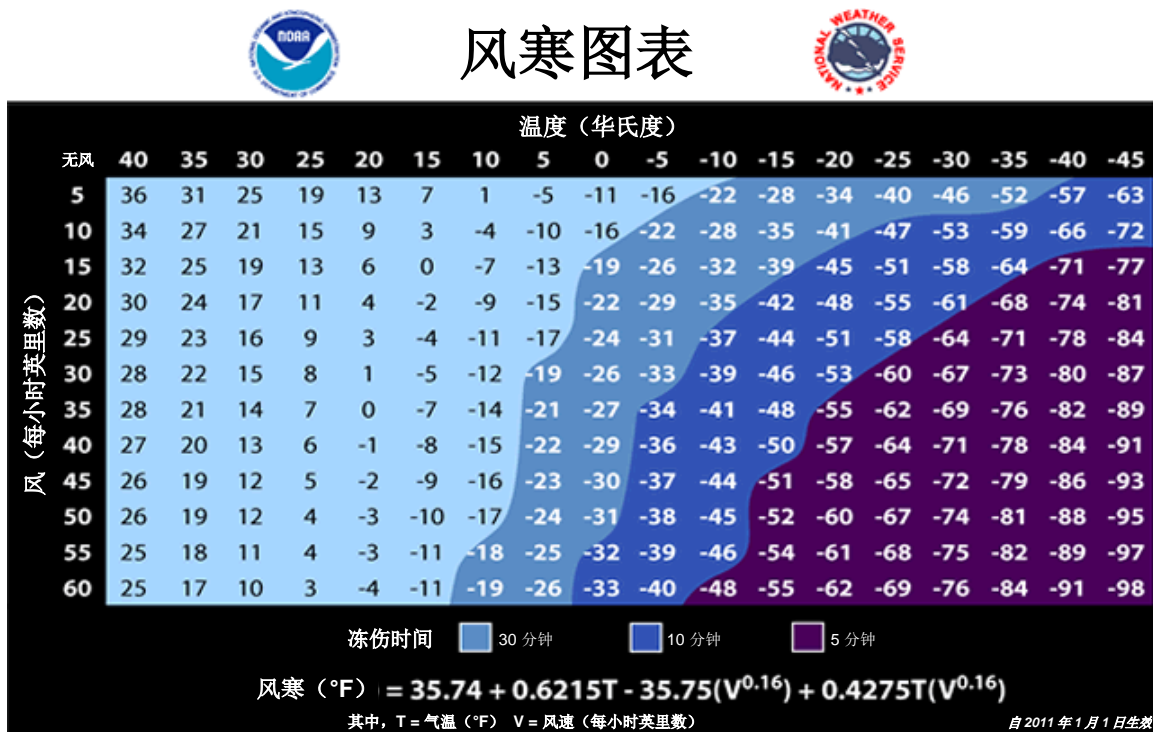 NOAA
NATIONAL OCEANIC AND ATMOSPHERIC ADMINISTRATION
U.S. DEPARTMENT OF COMMERCE
风寒图表
NATIONAL WEATHER SERVICE
温度（华氏度）
无风 40 35 30 25 20 15 10 5 0 -5 -10 -15 -20 -25 -30 -35 -40 -45
5 36 31 25 19 13 7 1 -5 -11 -16 -22 -28 -34 -40 -46 -52 -57 -63
10 34 27 21 15 9 3 -4 -10 -16 -22 -28 -35 -41 -47 -53 -59 -66 -72
15 32 25 19 13 6 0 -7 -13 -19 -26 -32 -39 -45 -51 -58 -64 -71 -77
20 30 24 17 11 4 -2 -9 -15 -22 -29 -35 -42 -48 -55 -61 -68 -74 -81
25 29 23 16 9 3 -4 -11 -17 -24 -31 -37 -44 -51 -58 -64 -71 -78 -84
30 28 22 15 8 1 -5 -12 -19 -26 -33 -39 -46 -53 -60 -67 -73 -80 -87
35 28 21 14 7 0 -7 -14 -21 -27 -34 -41 -48 -55 -62 -69 -76 -82 -89
40 27 20 13 6 -1 -8 -15 -22 -29 -36 -43 -50 -57 -64 -71 -78 -84 -91
45 26 19 12 5 -2 -9 -16 -23 -30 -37 -44 -51 -58 -65 -72 -79 -86 -93
50 26 19 12 4 -3 -10 -17 -24 -31 -38 -45 -52 -60 -67 -74 -81 -88 -95
55 25 18 11 4 -3 -11 -18 -25 -32 -39 -46 -54 -61 -68 -75 -82 -89 -97
60 25 17 10 3 -4 -11 -19 -26 -33 -40 -48 -55 -62 -69 -76 -84 -91 -98
风（每小时英里数）
冻伤时间 30 分钟 10 分钟 5 分钟
风寒（°F） = 35.74 + 0.6215T - 35.75(V^0.16) + 0.4275T(V^0.16)
其中，T = 气温（°F） V = 风速（每小时英里数）
自 2011 年 1 月 1 日生效